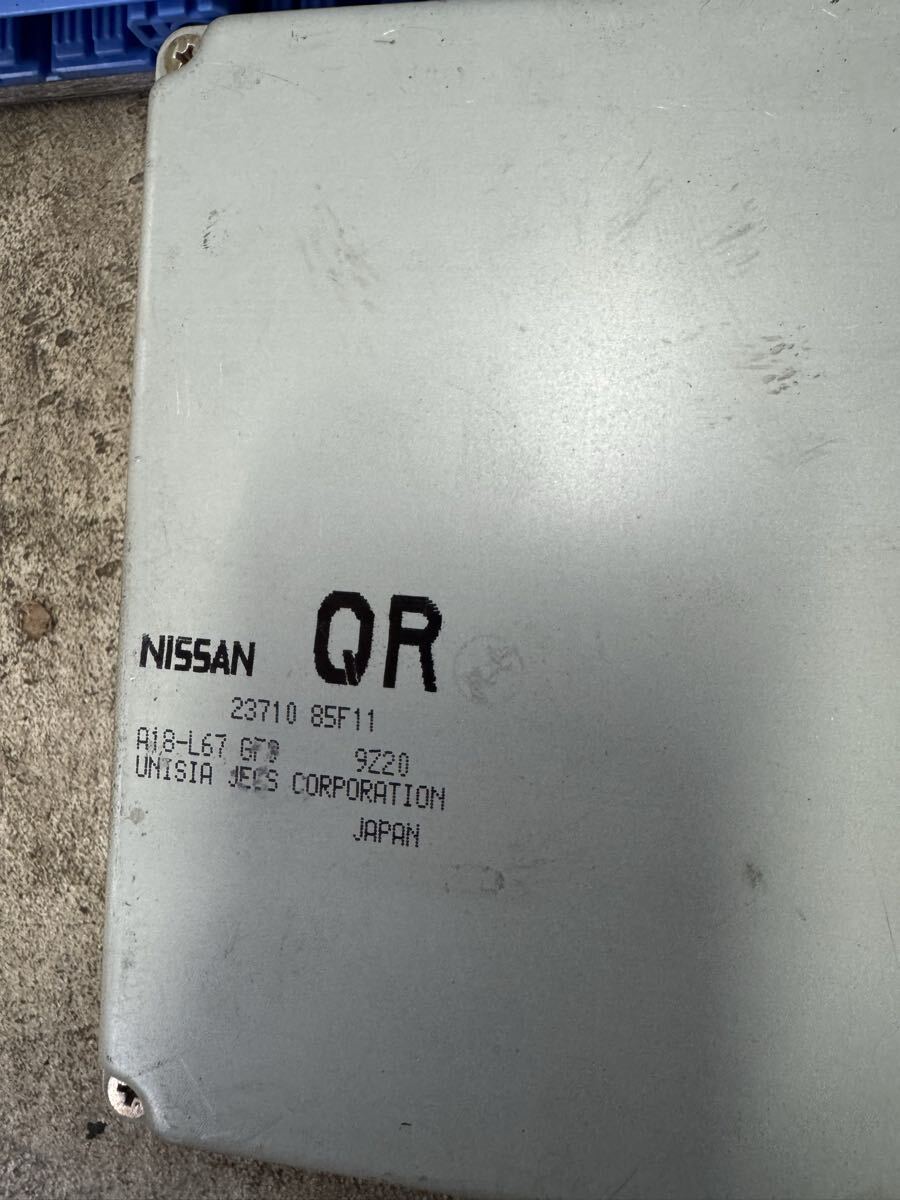 NISSAN QR
23710 85F11
A18-L67 9Z20
UNISIA JECS CORPORATION
JAPAN